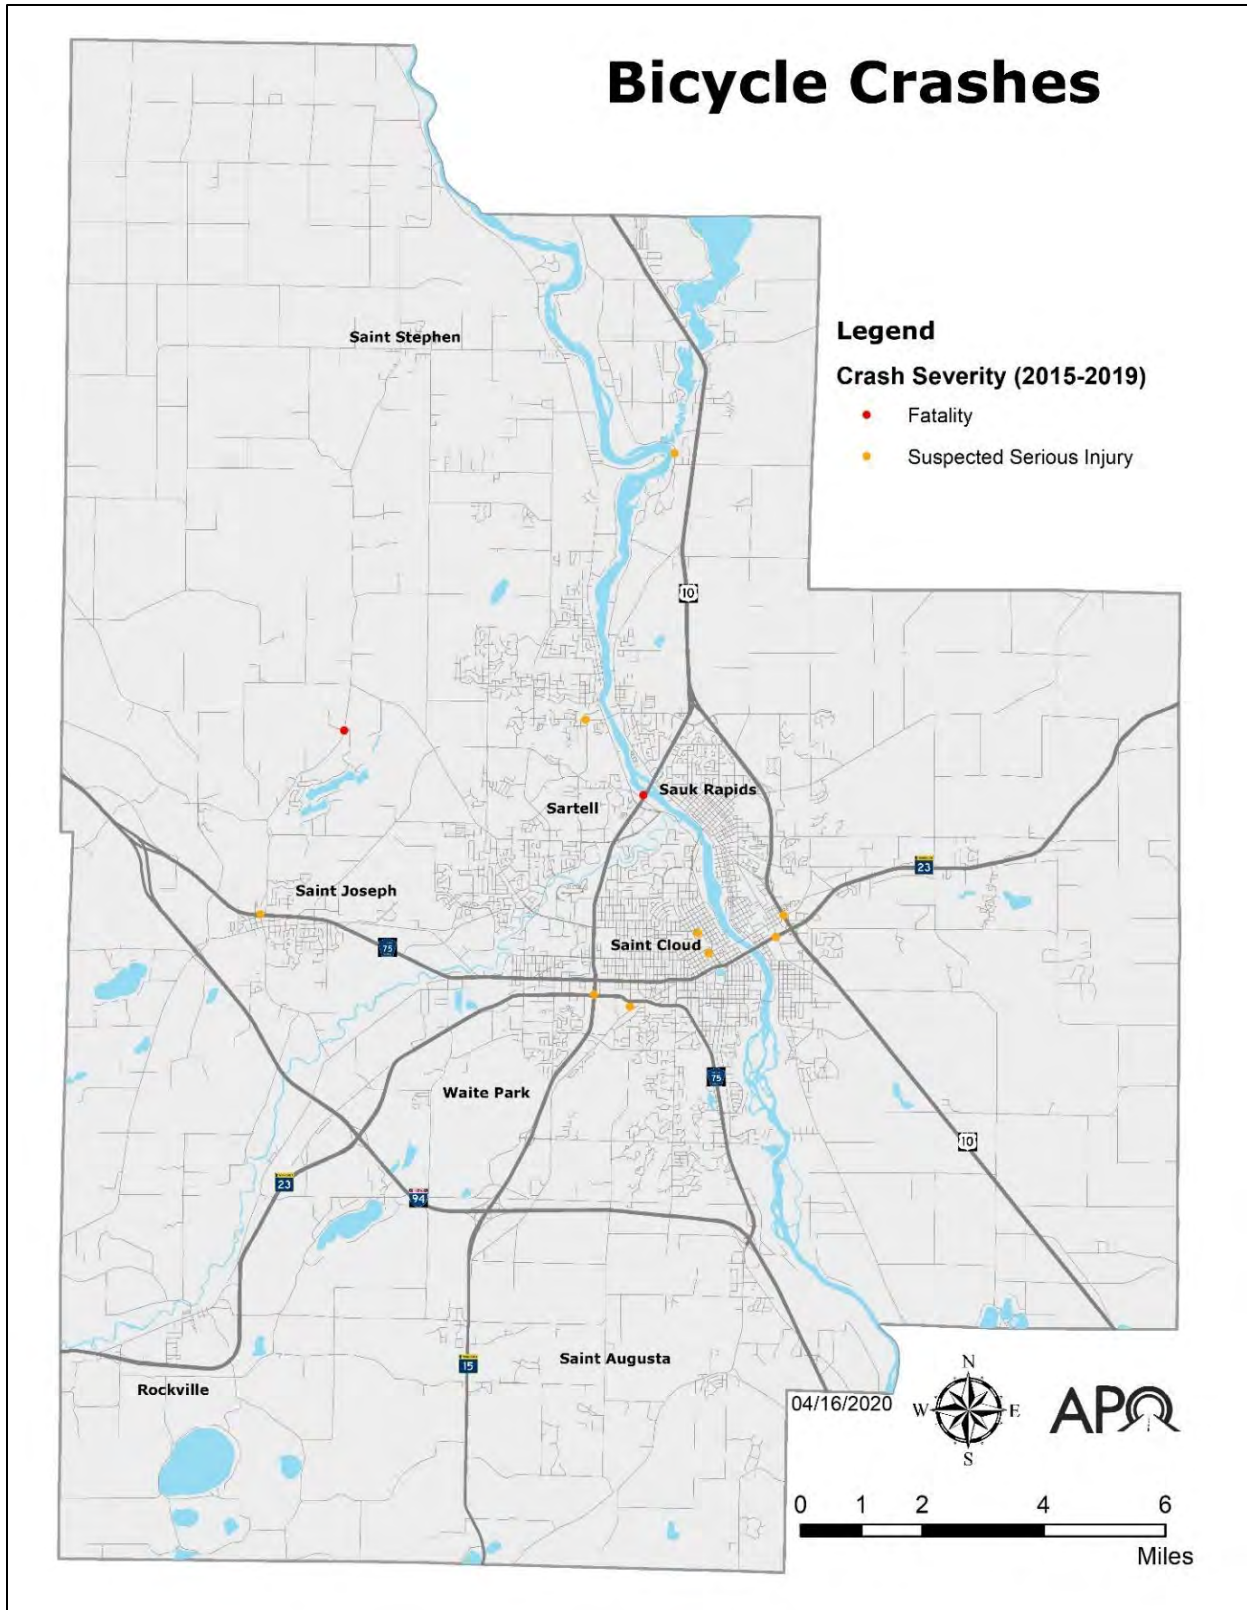 Bicycle Crashes
Saint Stephen
Legend
Crash Severity (2015-2019)
Fatality
Suspected Serious Injury
10
Sauk Rapids
Sartell
23
Saint Joseph
75
Saint Cloud
75
Waite Park
10
23
94
15
Saint Augusta
Rockville
04/16/2020
N
W
E
S
APO
0 1 2 4 6
Miles